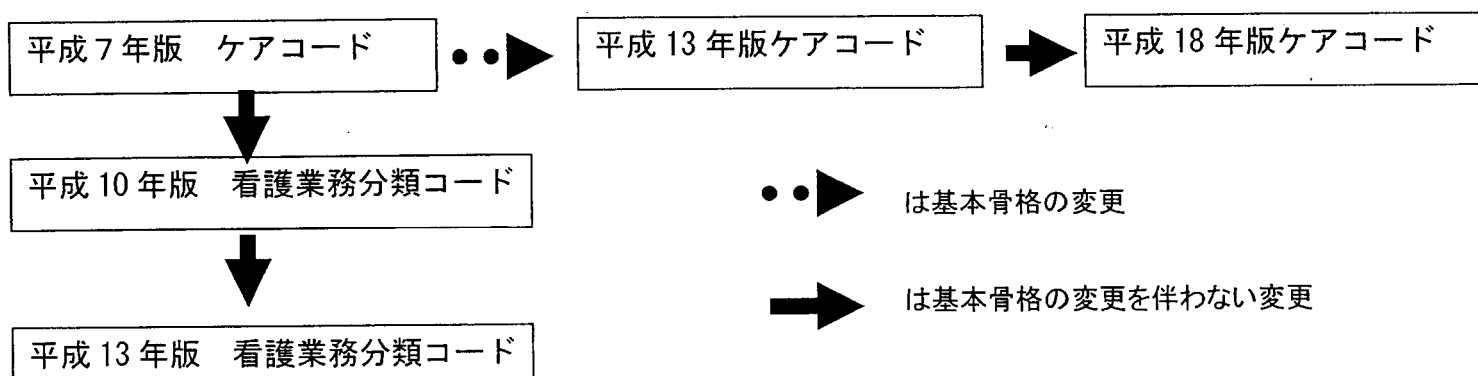 平成7年版 ケアコード
平成13年版ケアコード
平成18年版ケアコード
平成10年版 看護業務分類コード
は基本骨格の変更
は基本骨格の変更を伴わない変更
平成13年版 看護業務分類コード